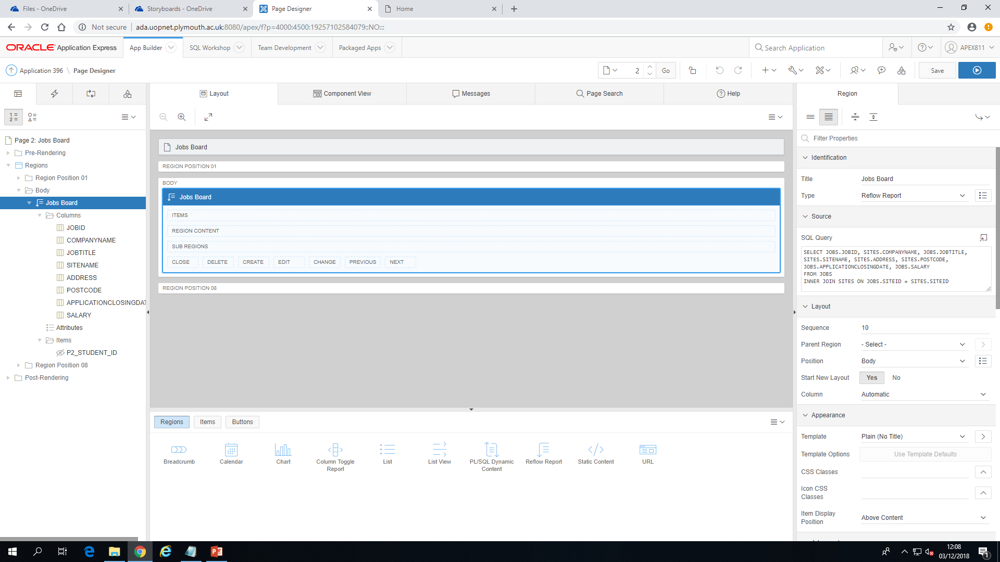 Files - OneDrive
Storyboards - OneDrive
Page Designer
Home
Not secure
ada.uopnet.plymouth.ac.uk:8080/apex/f?p=4000:4500:19257102584079::NO:::
ORACLE Application Express
App Builder
SQL Workshop
Team Development
Packaged Apps
Search Application
APEX811
Application 396 \ Page Designer
2
Go
Save
Layout
Component View
Messages
Page Search
Help
Region
Page 2: Jobs Board
Pre-Rendering
Regions
Region Position 01
Body
Jobs Board
Columns
JOBID
COMPANYNAME
JOBTITLE
SITENAME
ADDRESS
POSTCODE
APPLICATIONCLOSINGDAT
SALARY
Attributes
Items
P2_STUDENT_ID
Region Position 08
Post-Rendering
Jobs Board
REGION POSITION 01
BODY
Jobs Board
ITEMS
REGION CONTENT
SUB REGIONS
CLOSE DELETE CREATE EDIT CHANGE PREVIOUS NEXT
REGION POSITION 08
Regions
Items
Buttons
Breadcrumb
Calendar
Chart
Column Toggle
Report
List
List View
PL/SQL Dynamic
Content
Reflow Report
Static Content
URL
Filter Properties
Identification
Title Jobs Board
Type Reflow Report
Source
SQL Query
SELECT JOBS.JOBID, SITES.COMPANYNAME, JOBS.JOBTITLE,
SITES.SITENAME, SITES.ADDRESS, SITES.POSTCODE,
JOBS.APPLICATIONCLOSINGDATE, JOBS.SALARY
FROM JOBS
INNER JOIN SITES ON JOBS.SITEID = SITES.SITEID
Layout
Sequence 10
Parent Region - Select -
Position Body
Start New Layout Yes No
Column Automatic
Appearance
Template Plain (No Title)
Template Options Use Template Defaults
CSS Classes
Icon CSS
Classes
Item Display
Position
Above Content
12:08
03/12/2018
1